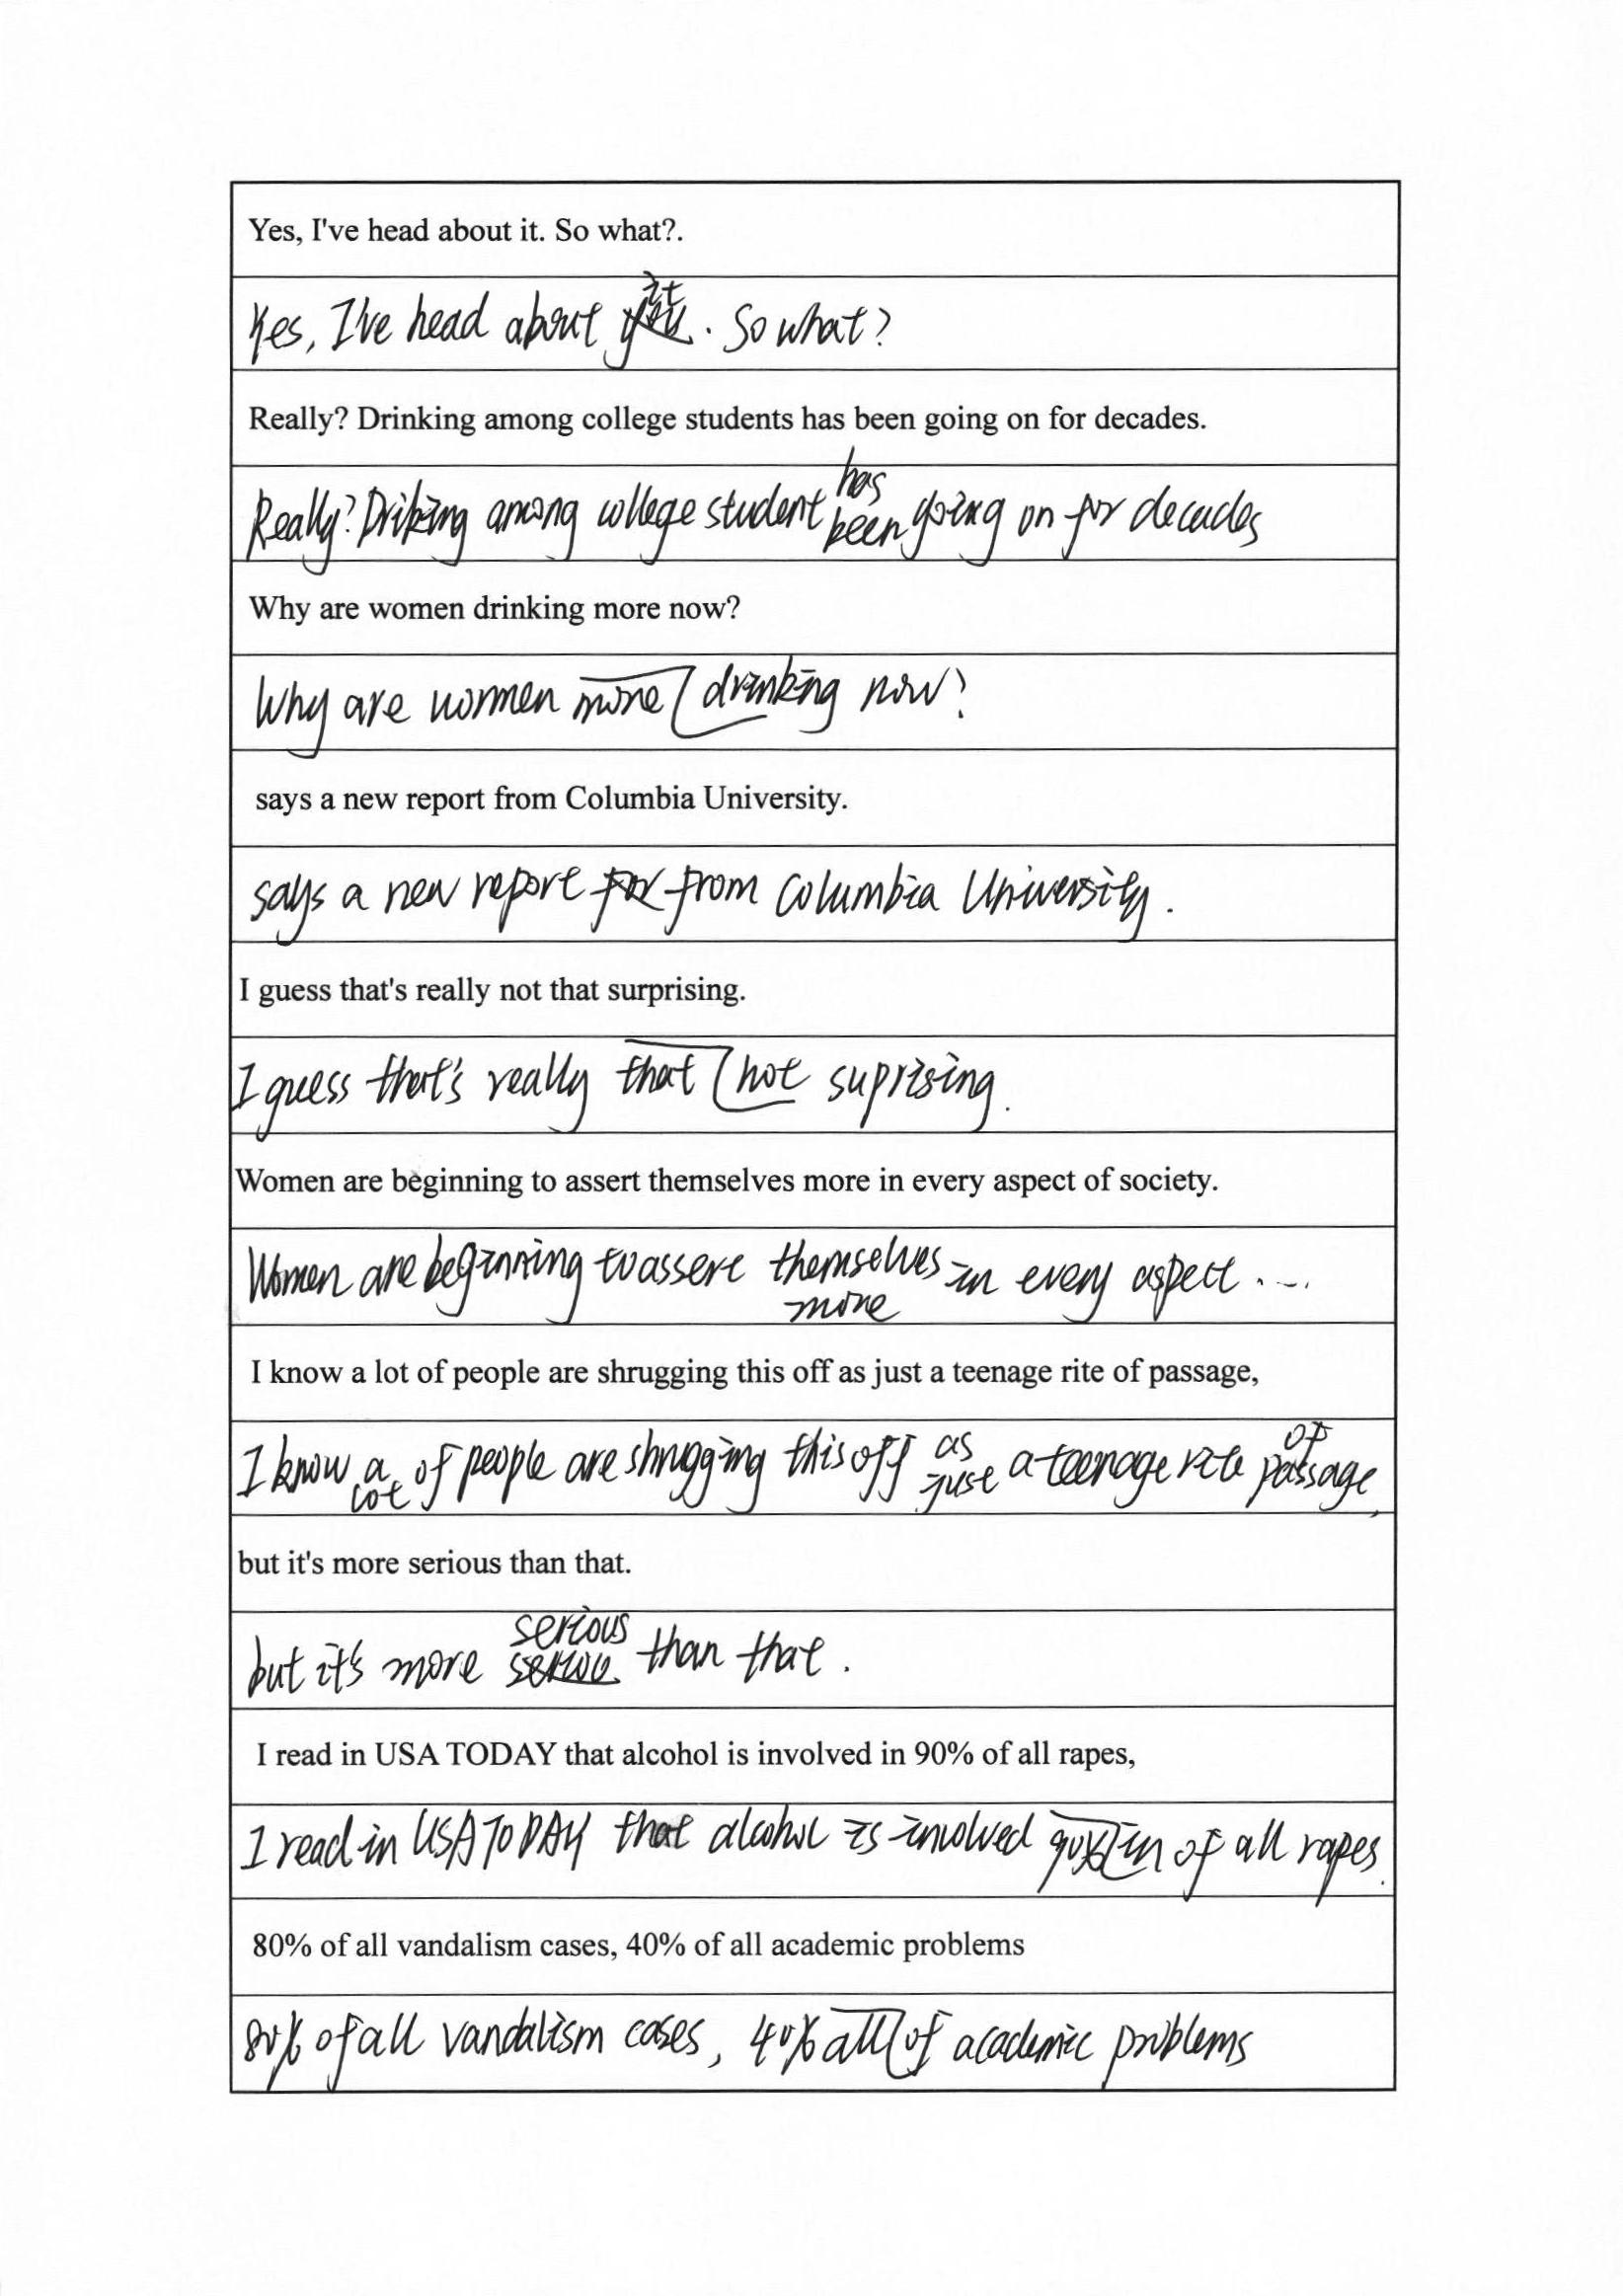 Yes, I've head about it. So what?.
Yes, I've head about it. So what?
Really? Drinking among college students has been going on for decades.
Really? Driking among college student has been going on for decades
Why are women drinking more now?
Why are women drinking more now?
says a new report from Columbia University.
says a new report from Columbia University.
I guess that's really not that surprising.
I guess that's really not that suprising.
Women are beginning to assert themselves more in every aspect of society.
Women are beginning to assert themselves more in every aspect ....
I know a lot of people are shrugging this off as just a teenage rite of passage,
I know a lot of people are shrugging this off as just a teenage rite of passage,
but it's more serious than that.
but it's more serious than that.
I read in USA TODAY that alcohol is involved in 90% of all rapes,
I read in USA TODAY that alcohol is involved in 90% of all rapes.
80% of all vandalism cases, 40% of all academic problems
80% of all vandalism cases, 40% of all academic problems